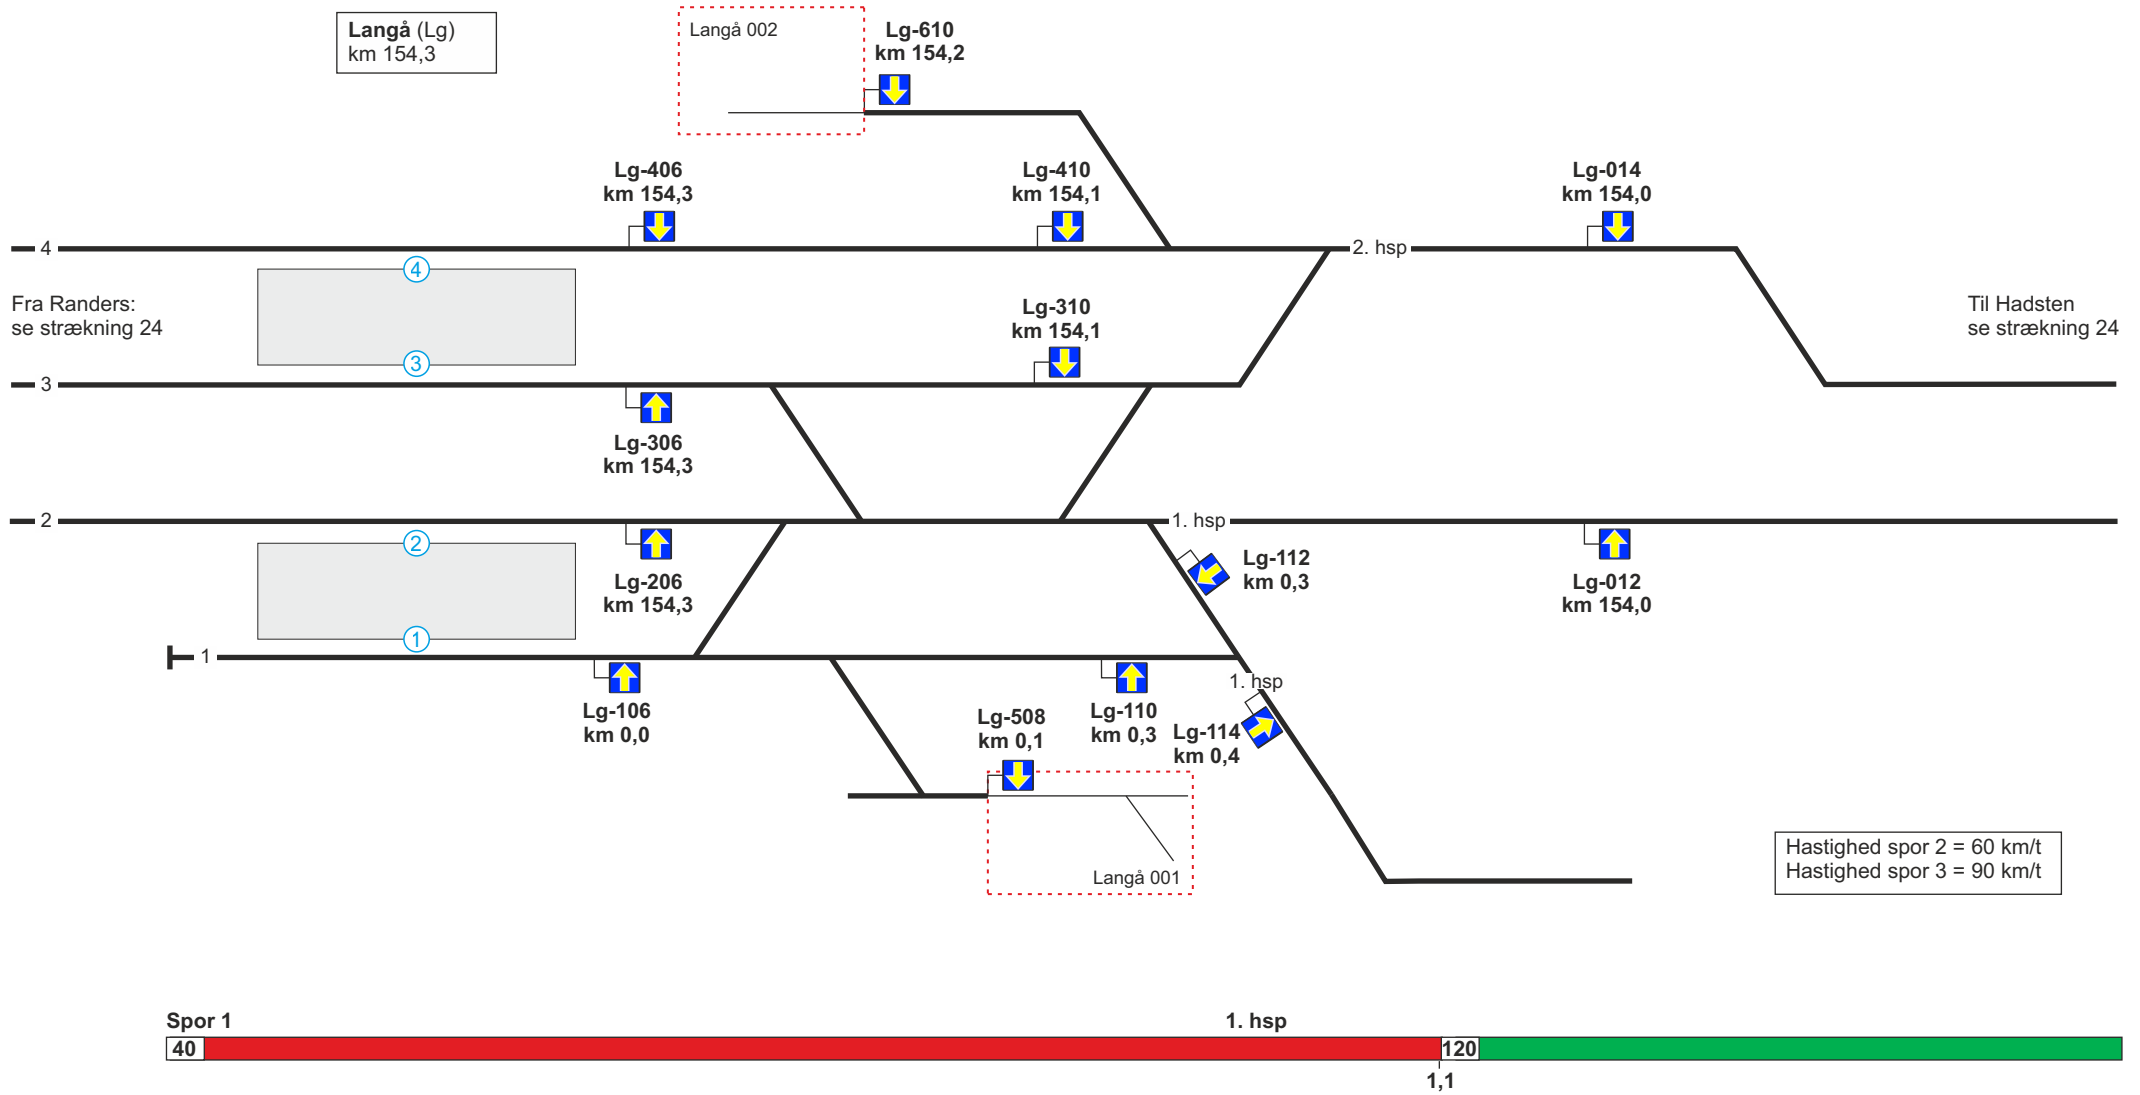 Langå (Lg)
km 154,3
Langå 002
Lg-610
km 154,2
Lg-406
km 154,3
Lg-410
km 154,1
Lg-014
km 154,0
4
2. hsp
4
Fra Randers:
se strækning 24
Lg-310
km 154,1
Til Hadsten
se strækning 24
3
3
Lg-306
km 154,3
2
1. hsp
2
Lg-206
km 154,3
Lg-112
km 0,3
Lg-012
km 154,0
1
1
1. hsp
Lg-106
km 0,0
Lg-508
km 0,1
Lg-110
km 0,3
Lg-114
km 0,4
Langå 001
Hastighed spor 2 = 60 km/t
Hastighed spor 3 = 90 km/t
Spor 1
1. hsp
40
120
1,1